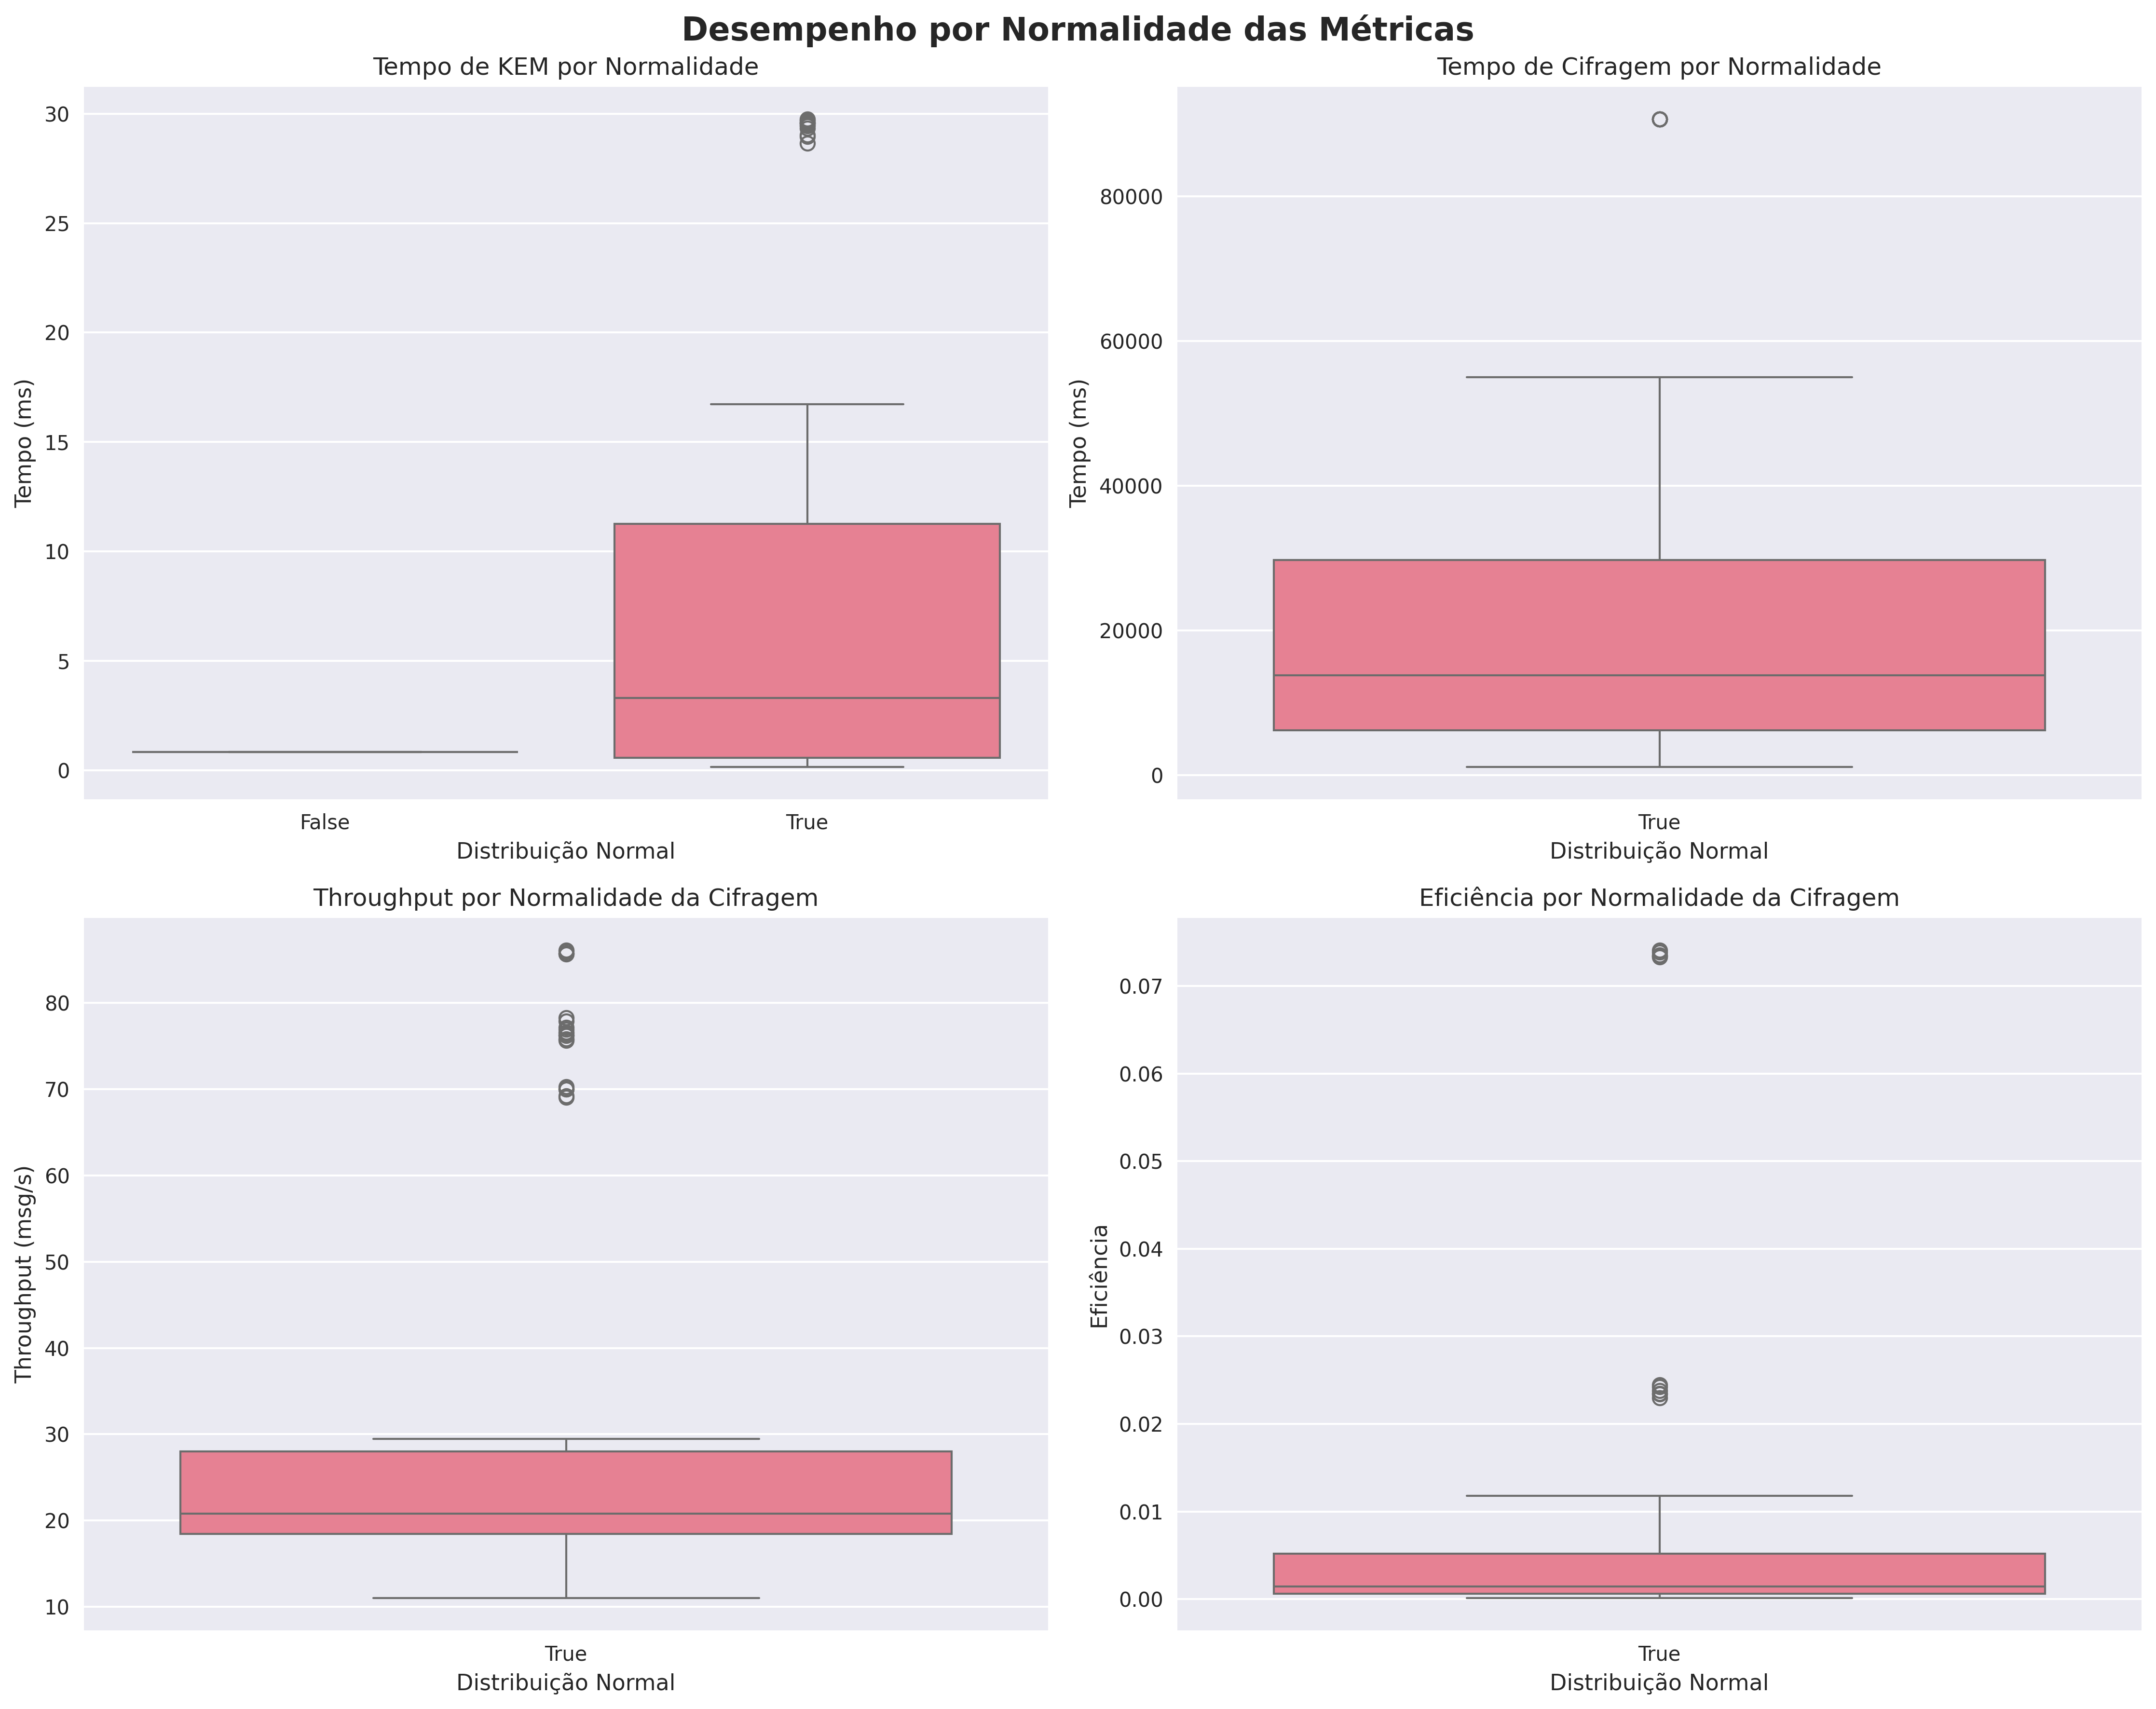 Desempenho por Normalidade das Métricas
Tempo de KEM por Normalidade
Tempo (ms)
30
25
20
15
10
5
0
False
True
Distribuição Normal
Tempo de Cifragem por Normalidade
Tempo (ms)
80000
60000
40000
20000
0
True
Distribuição Normal
Throughput por Normalidade da Cifragem
Throughput (msg/s)
80
70
60
50
40
30
20
10
True
Distribuição Normal
Eficiência por Normalidade da Cifragem
Eficiência
0.07
0.06
0.05
0.04
0.03
0.02
0.01
0.00
True
Distribuição Normal